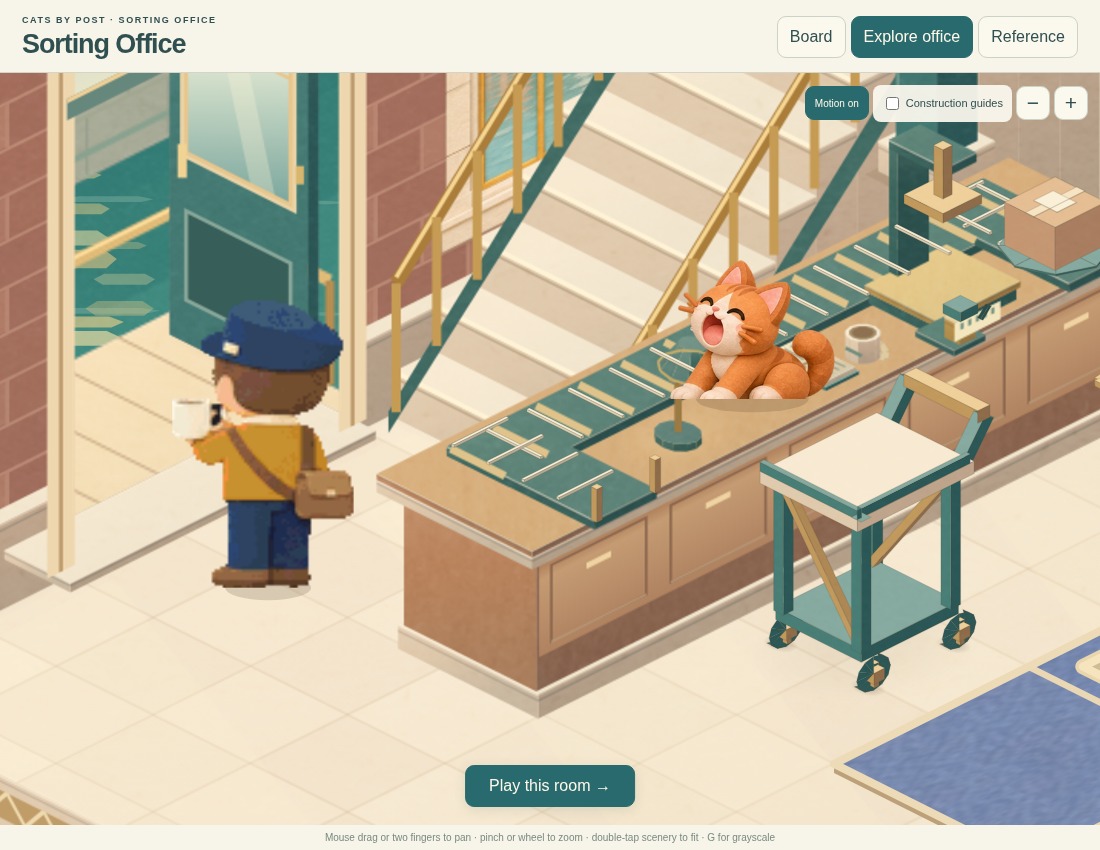 CATS BY POST · SORTING OFFICE
Sorting Office
Board
Explore office
Reference
Motion on
Construction guides
−
+
Play this room →
Mouse drag or two fingers to pan · pinch or wheel to zoom · double-tap scenery to fit · G for grayscale